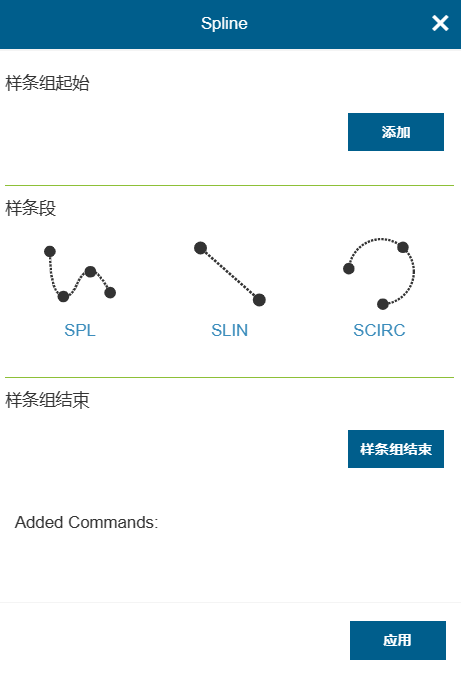 Spline
样条组起始
添加
样条段
SPL
SLIN
SCIRC
样条组结束
样条组结束
Added Commands:
应用